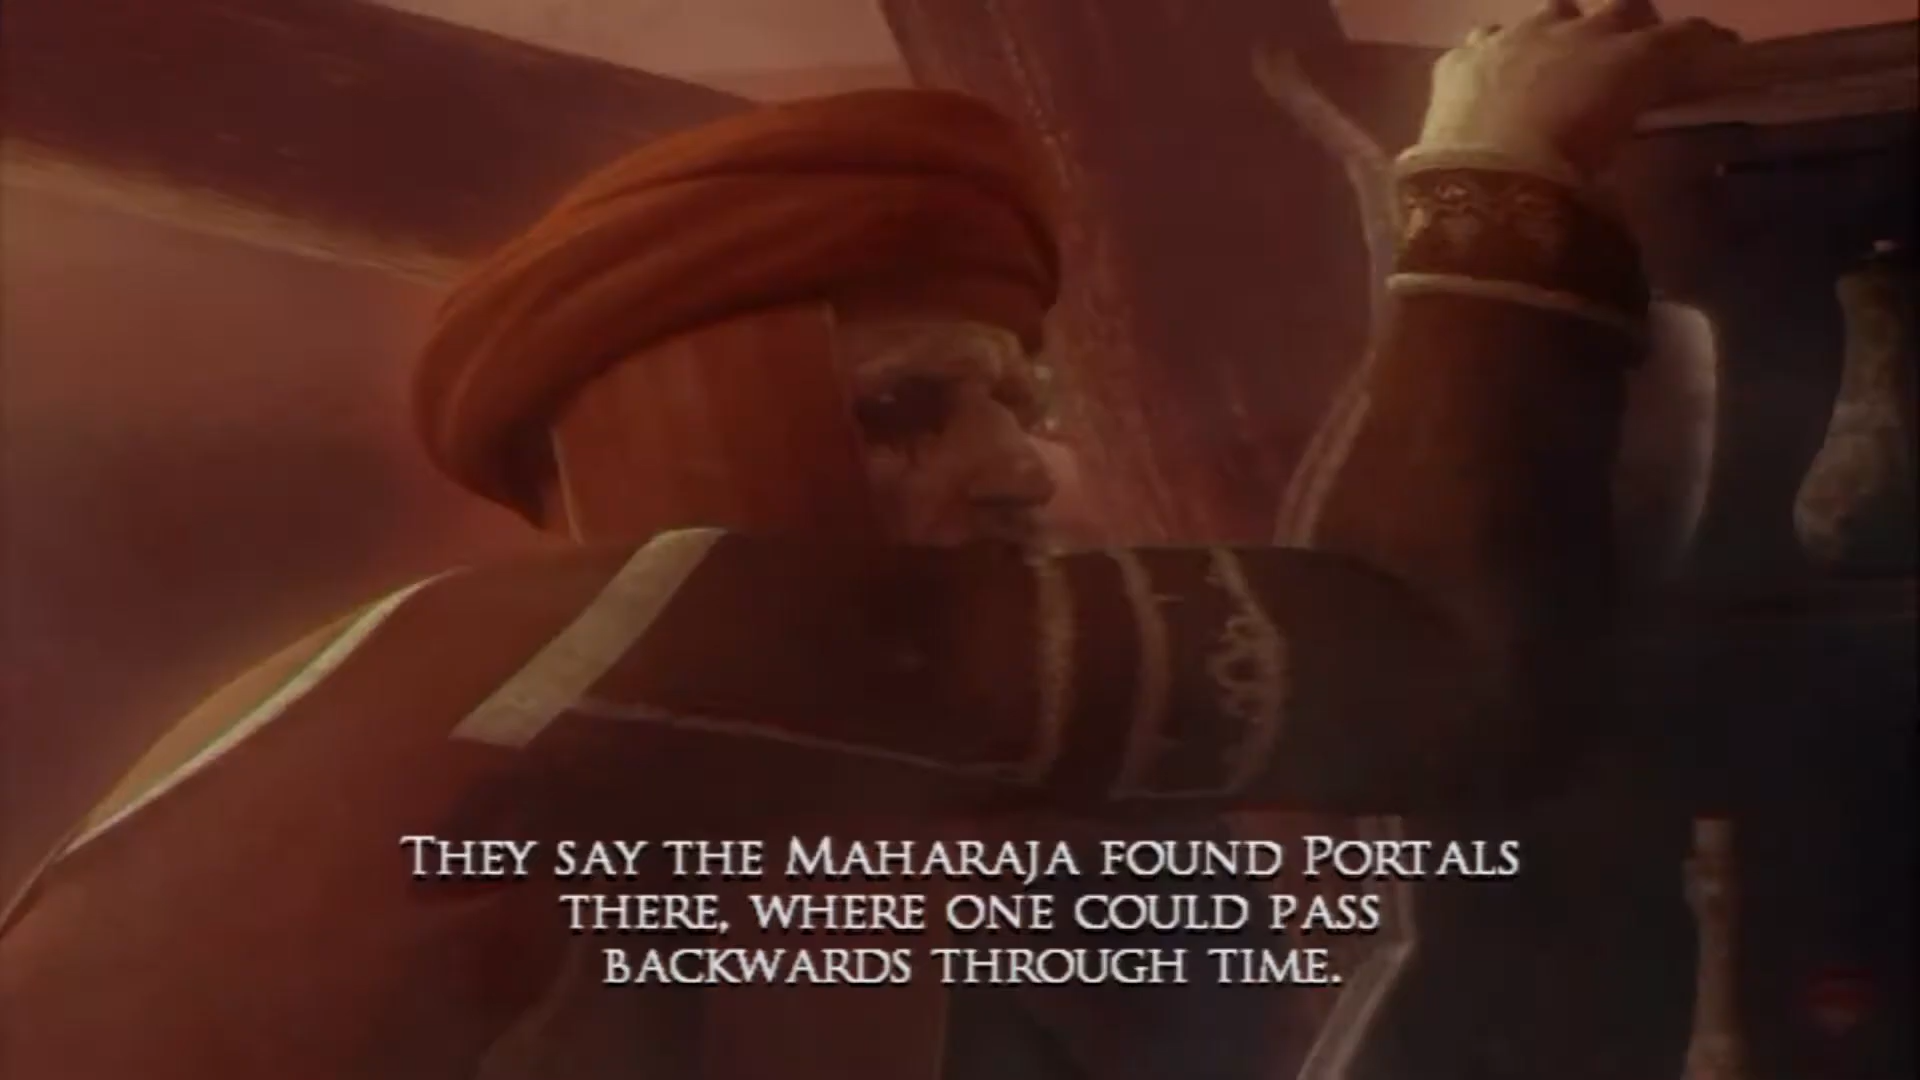 They say the Maharaja found Portals
there, where one could pass
backwards through time.